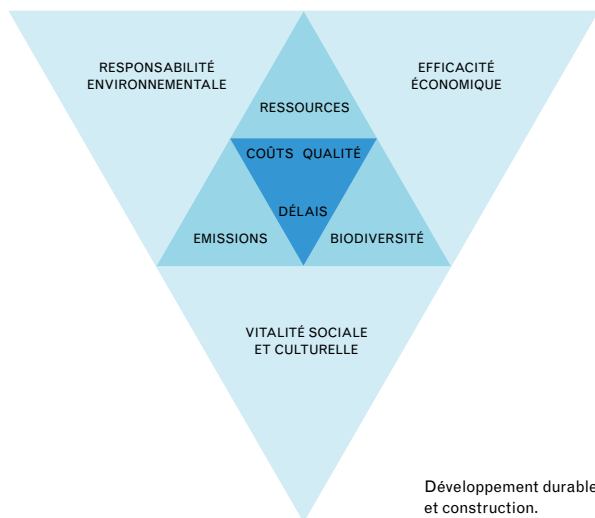 RESPONSABILITÉ
ENVIRONNEMENTALE
EFFICACITÉ
ÉCONOMIQUE
RESSOURCES
COÛTS QUALITÉ
DÉLAIS
EMISSIONS
BIODIVERSITÉ
VITALITÉ SOCIALE
ET CULTURELLE
Développement durable
et construction.